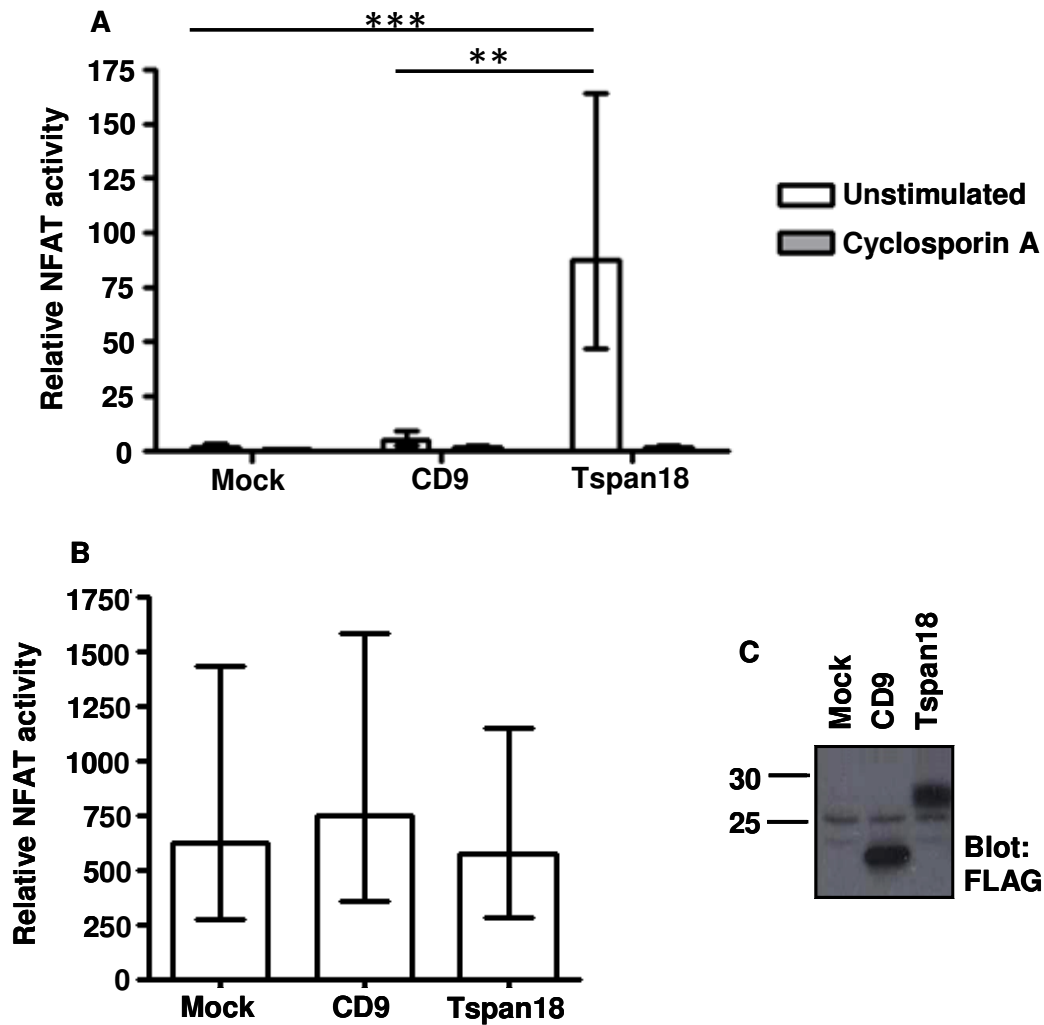 A
***
**
Relative NFAT activity
175
150
125
100
75
50
25
0
Mock CD9 Tspan18
Unstimulated
Cyclosporin A
B
Relative NFAT activity
1750
1500
1250
1000
750
500
250
0
Mock CD9 Tspan18
C
Mock
CD9
Tspan18
30
25
Blot:
FLAG